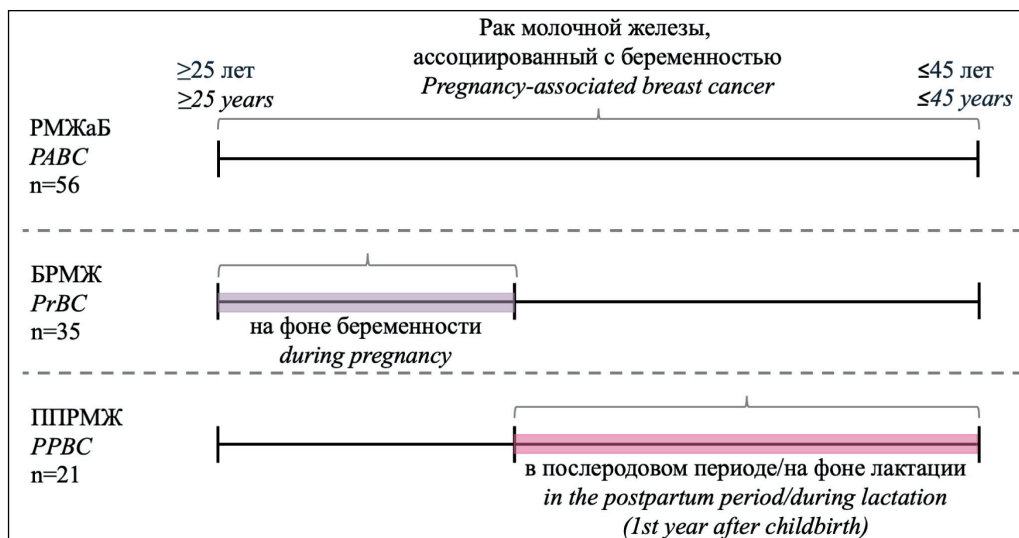 Рак молочной железы,
ассоциированный с беременностью
Pregnancy-associated breast cancer
≥25 лет
≥25 years
≤45 лет
≤45 years
РМЖаБ
PABC
n=56
БРМЖ
PrBC
n=35
на фоне беременности
during pregnancy
ППРМЖ
PPBC
n=21
в послеродовом периоде/на фоне лактации
in the postpartum period/during lactation
(1st year after childbirth)